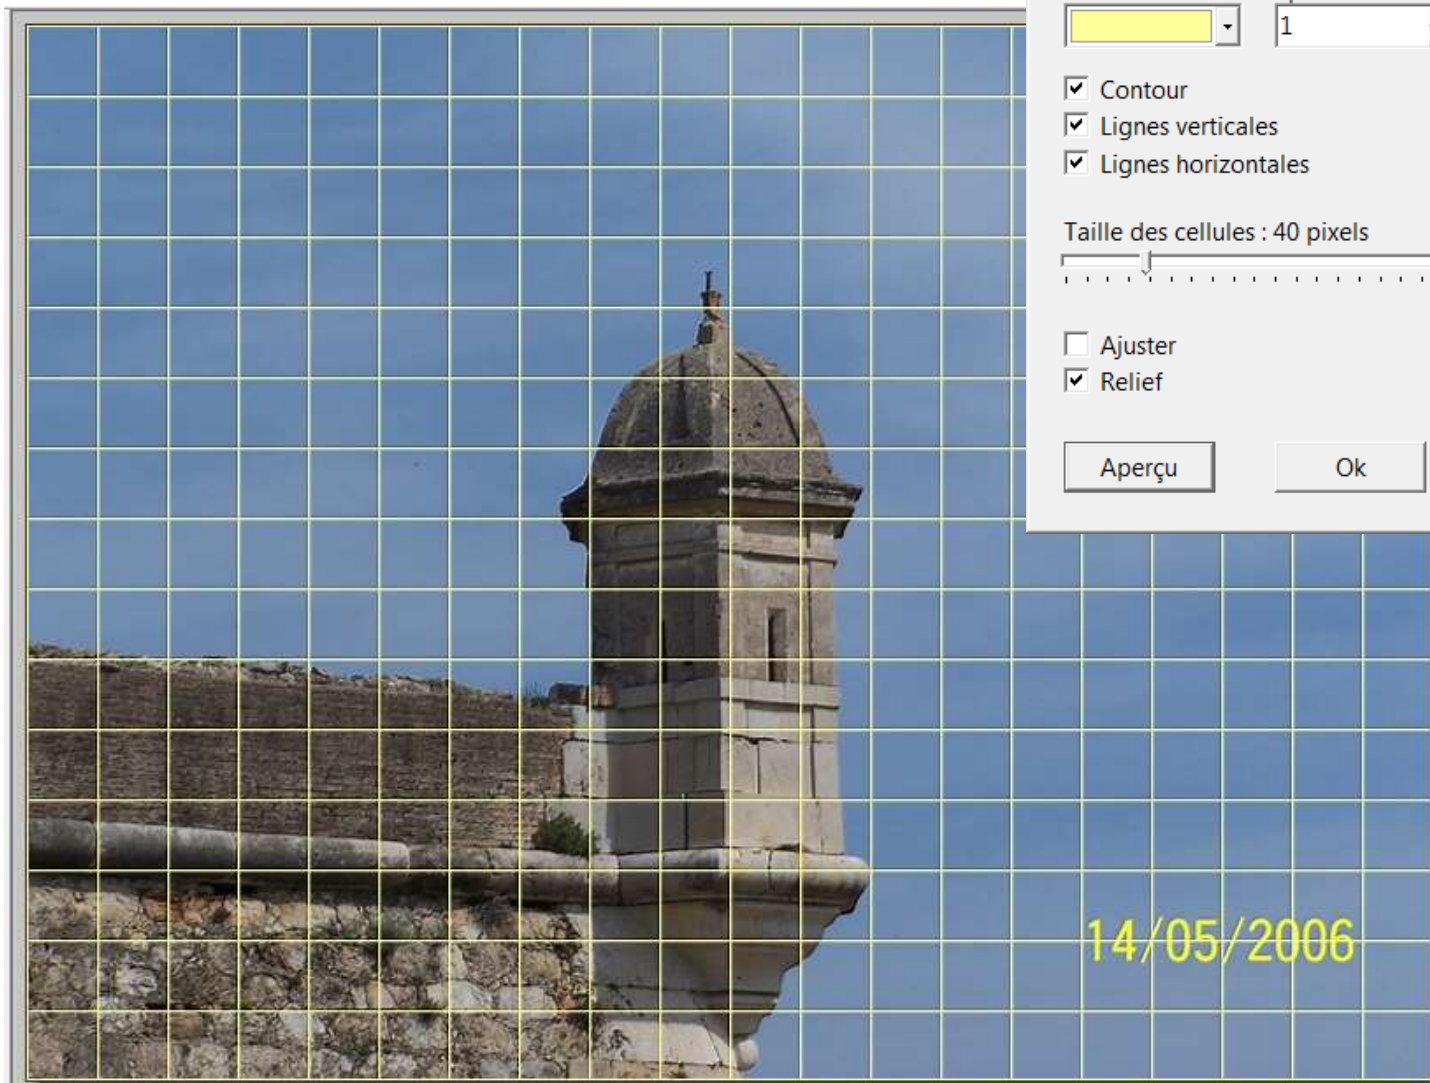 1
Contour
Lignes verticales
Lignes horizontales
Taille des cellules : 40 pixels
Ajuster
Relief
Aperçu
Ok
14/05/2006